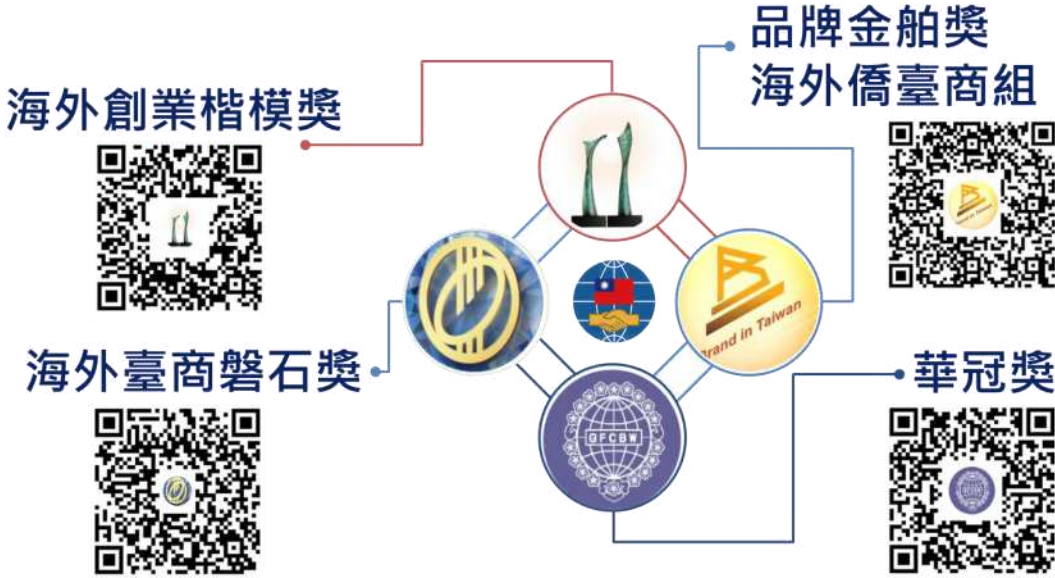 品牌金舶獎
海外僑臺商組
海外創業楷模獎
Brand in Taiwan
海外臺商磐石獎
華冠獎
GFCBW